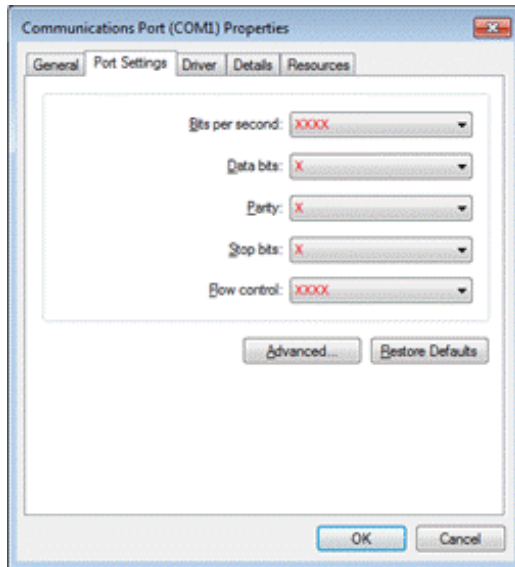 Communications Port (COM1) Properties
General Port Settings Driver Details Resources
Bits per second: XXXX
Data bits: X
Parity: X
Stop bits: X
Flow control: XXXX
Advanced... Restore Defaults
OK Cancel